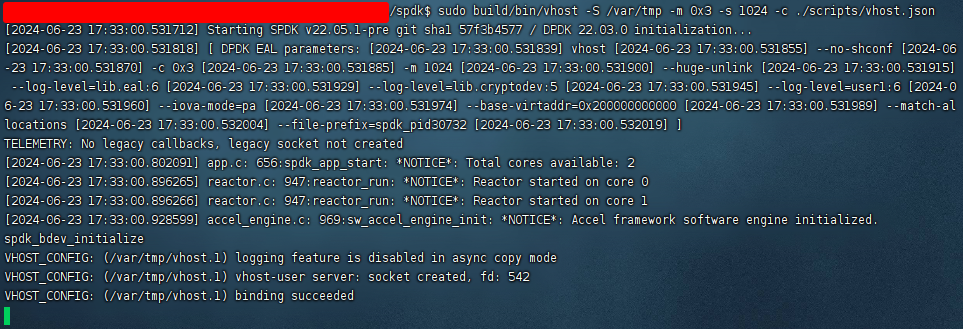 /spdk$ sudo build/bin/vhost -S /var/tmp -m 0x3 -s 1024 -c ./scripts/vhost.json
[2024-06-23 17:33:00.531712] Starting SPDK v22.05.1-pre git sha1 57f3b4577 / DPDK 22.03.0 initialization...
[2024-06-23 17:33:00.531818] [ DPDK EAL parameters: [2024-06-23 17:33:00.531839] vhost [2024-06-23 17:33:00.531855] --no-shconf [2024-06
-23 17:33:00.531870] -c 0x3 [2024-06-23 17:33:00.531885] -m 1024 [2024-06-23 17:33:00.531900] --huge-unlink [2024-06-23 17:33:00.531915]
 --log-level=lib.eal:6 [2024-06-23 17:33:00.531929] --log-level=lib.cryptodev:5 [2024-06-23 17:33:00.531945] --log-level=user1:6 [2024-0
6-23 17:33:00.531960] --iova-mode=pa [2024-06-23 17:33:00.531974] --base-virtaddr=0x200000000000 [2024-06-23 17:33:00.531989] --match-al
locations [2024-06-23 17:33:00.532004] --file-prefix=spdk_pid30732 [2024-06-23 17:33:00.532019] ]
TELEMETRY: No legacy callbacks, legacy socket not created
[2024-06-23 17:33:00.802091] app.c: 656:spdk_app_start: *NOTICE*: Total cores available: 2
[2024-06-23 17:33:00.896265] reactor.c: 947:reactor_run: *NOTICE*: Reactor started on core 0
[2024-06-23 17:33:00.896266] reactor.c: 947:reactor_run: *NOTICE*: Reactor started on core 1
[2024-06-23 17:33:00.928599] accel_engine.c: 969:sw_accel_engine_init: *NOTICE*: Accel framework software engine initialized.
spdk_bdev_initialize
VHOST_CONFIG: (/var/tmp/vhost.1) logging feature is disabled in async copy mode
VHOST_CONFIG: (/var/tmp/vhost.1) vhost-user server: socket created, fd: 542
VHOST_CONFIG: (/var/tmp/vhost.1) binding succeeded